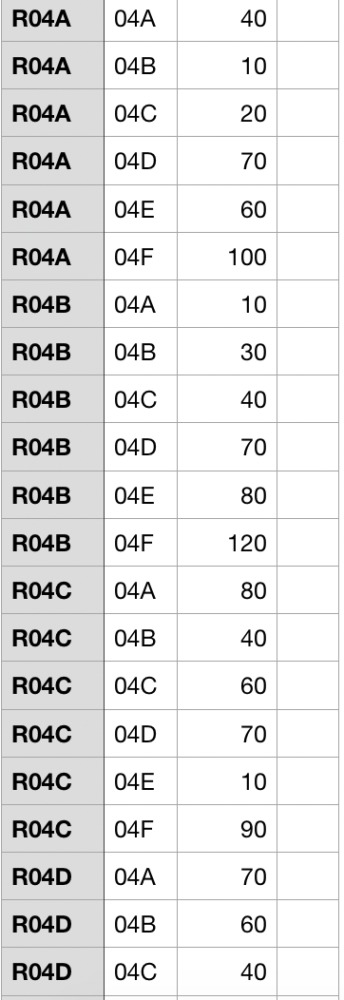 R04A 04A 40
R04A 04B 10
R04A 04C 20
R04A 04D 70
R04A 04E 60
R04A 04F 100
R04B 04A 10
R04B 04B 30
R04B 04C 40
R04B 04D 70
R04B 04E 80
R04B 04F 120
R04C 04A 80
R04C 04B 40
R04C 04C 60
R04C 04D 70
R04C 04E 10
R04C 04F 90
R04D 04A 70
R04D 04B 60
R04D 04C 40